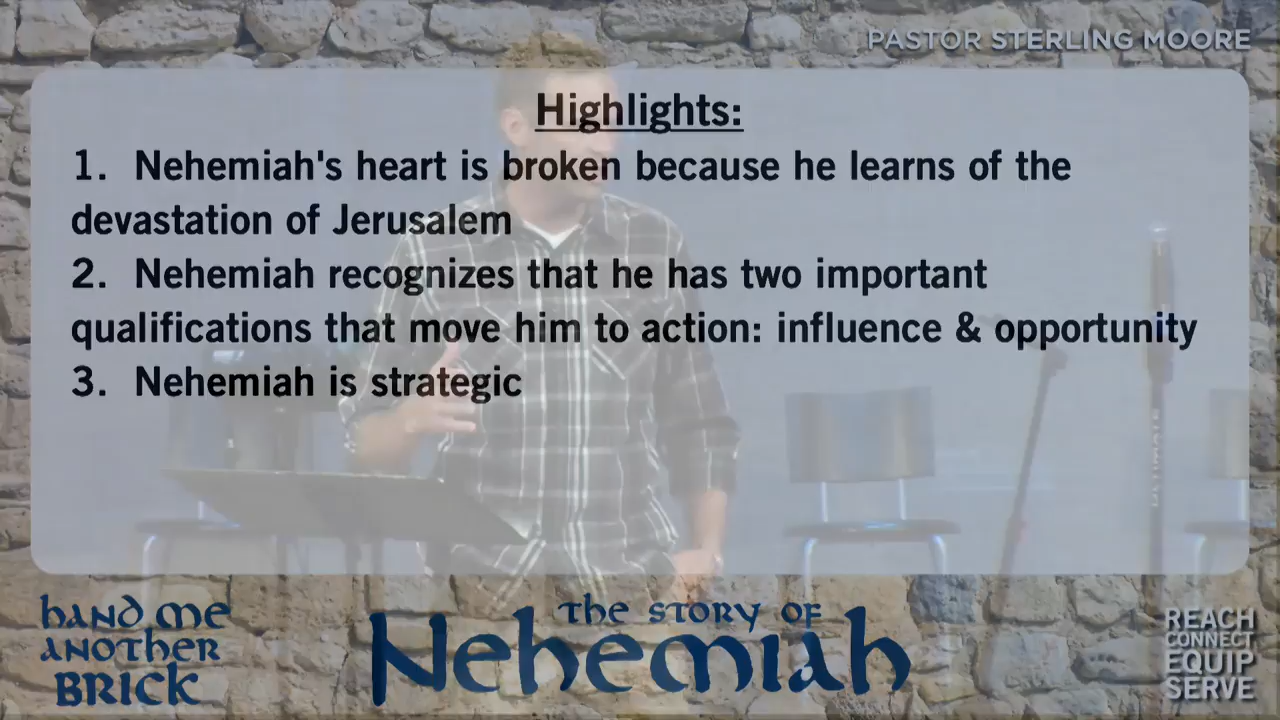 PASTOR STERLING MOORE
Highlights:
1. Nehemiah's heart is broken because he learns of the
devastation of Jerusalem
2. Nehemiah recognizes that he has two important
qualifications that move him to action: influence & opportunity
3. Nehemiah is strategic
hAND ME
ANOTHER
BRICK
The STORY OF
Nehemiah
REACH
CONNECT
EQUIP
SERVE